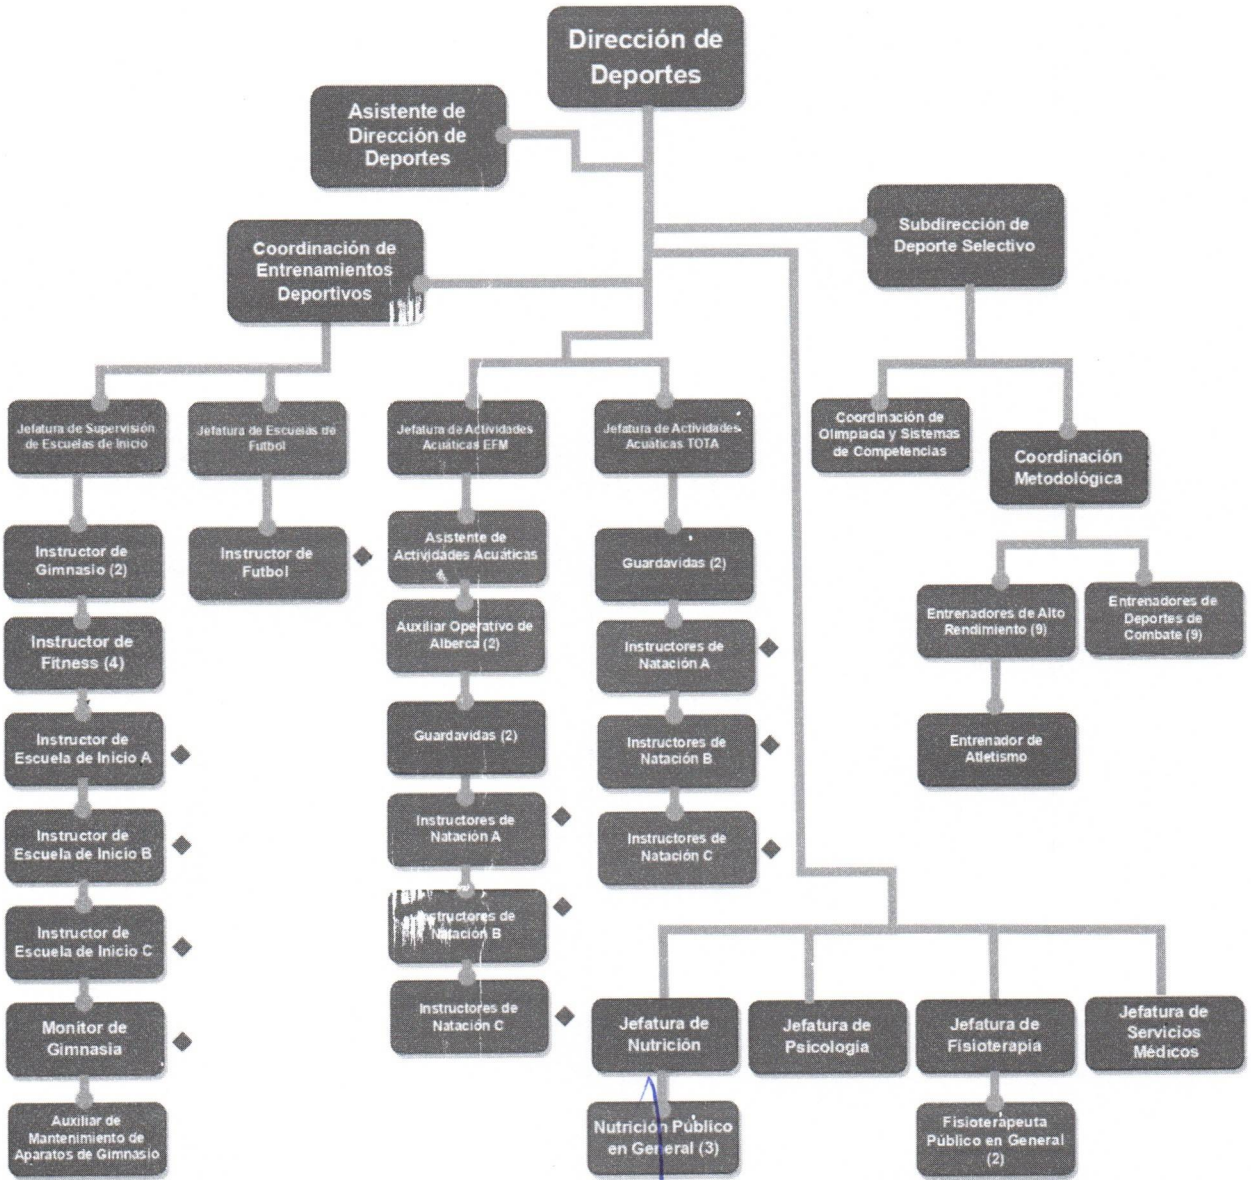 Dirección de
Deportes
Asistente de
Dirección de
Deportes
Subdirección de
Deporte Selectivo
Coordinación de
Entrenamientos
Deportivos
Jefatura de Supervisión
de Escuelas de Inicio
Jefatura de Escuelas de
Futbol
Jefatura de Actividades
Acuáticas EFM
Jefatura de Actividades
Acuáticas TOTA
Coordinación de
Olimpiada y Sistemas
de Competencias
Coordinación
Metodológica
Instructor de
Gimnasio (2)
Instructor de
Fitness (4)
Instructor de
Escuela de Inicio A
Instructor de
Escuela de Inicio B
Instructor de
Escuela de Inicio C
Monitor de
Gimnasia
Auxiliar de
Mantenimiento de
Aparatos de Gimnasio
Instructor de
Futbol
Asistente de
Actividades Acuáticas
Auxiliar Operativo de
Alberca (2)
Guardavidas (2)
Instructores de
Natación A
Instructores de
Natación B
Instructores de
Natación C
Guardavidas (2)
Instructores de
Natación A
Instructores de
Natación B
Instructores de
Natación C
Entrenadores de Alto
Rendimiento (9)
Entrenadores de
Deportes de
Combate (9)
Entrenador de
Atletismo
Jefatura de
Nutrición
Jefatura de
Psicología
Jefatura de
Fisioterapia
Jefatura de
Servicios
Médicos
Nutrición Público
en General (3)
Fisioterapeuta
Público en General
(2)